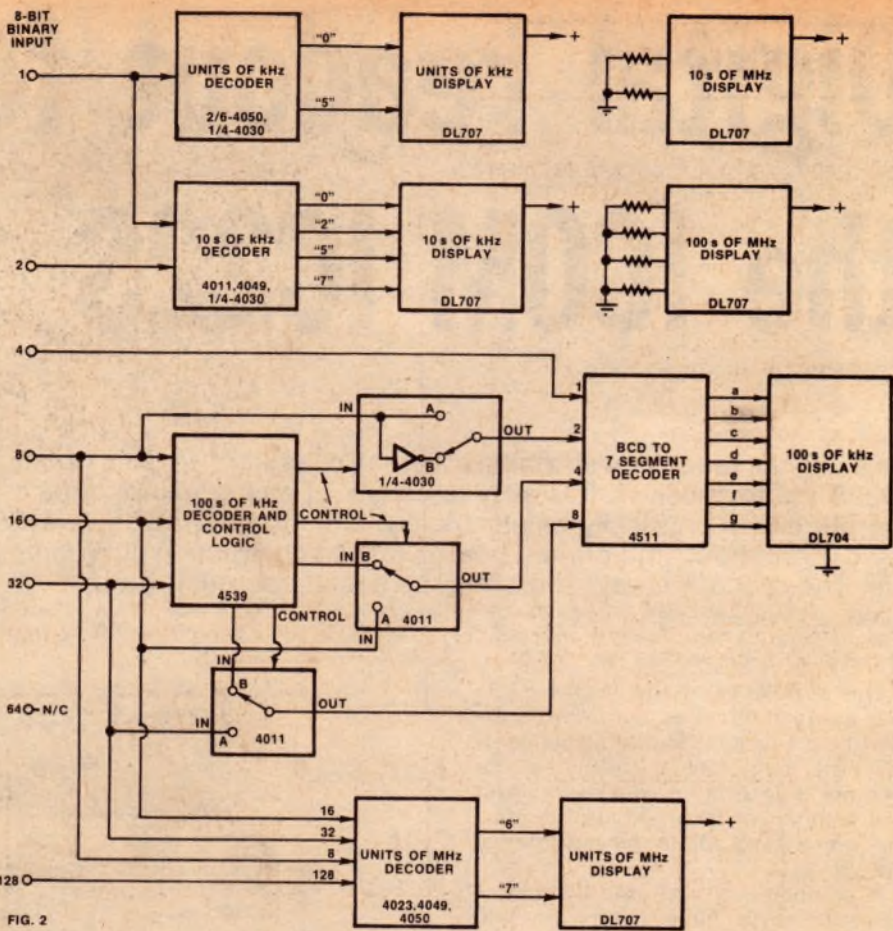 8-BIT
BINARY
INPUT
1
UNITS OF kHz
DECODER
2/6-4050,
1/4-4030
"0"
"5"
UNITS OF kHz
DISPLAY
DL707
+
10s OF MHz
DISPLAY
DL707
+
2
10s OF kHz
DECODER
4011,4049,
1/4-4030
"0"
"2"
"5"
"7"
10s OF kHz
DISPLAY
DL707
+
100s OF MHz
DISPLAY
DL707
+
4
8
16
32
100s OF kHz
DECODER AND
CONTROL
LOGIC
4539
IN
A
B
OUT
1/4-4030
CONTROL
IN
B
OUT
A
4011
IN
CONTROL
IN
B
OUT
IN
A
4011
1
2
4
8
BCD TO
7 SEGMENT
DECODER
4511
a
b
c
d
e
f
g
100s OF kHz
DISPLAY
DL704
64
N/C
128
16
32
8
128
UNITS OF MHz
DECODER
4023,4049,
4050
"6"
"7"
UNITS OF MHz
DISPLAY
DL707
+
FIG. 2